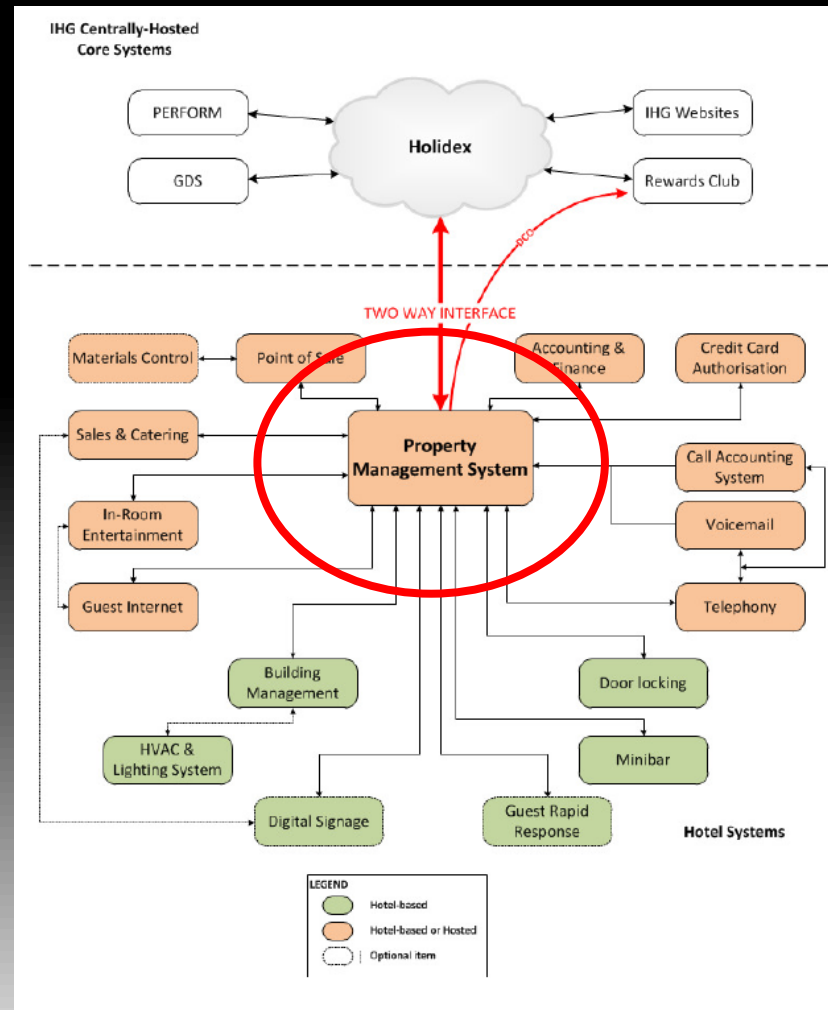 IHG Centrally-Hosted
Core Systems
PERFORM
IHG Websites
Holidex
GDS
Rewards Club
DCO
TWO WAY INTERFACE
Materials Control
Point of Sale
Accounting &
Finance
Credit Card
Authorisation
Sales & Catering
Property
Management System
Call Accounting
System
In-Room
Entertainment
Voicemail
Guest Internet
Telephony
Building
Management
Door locking
HVAC &
Lighting System
Minibar
Digital Signage
Guest Rapid
Response
Hotel Systems
LEGEND
Hotel-based
Hotel-based or Hosted
Optional item